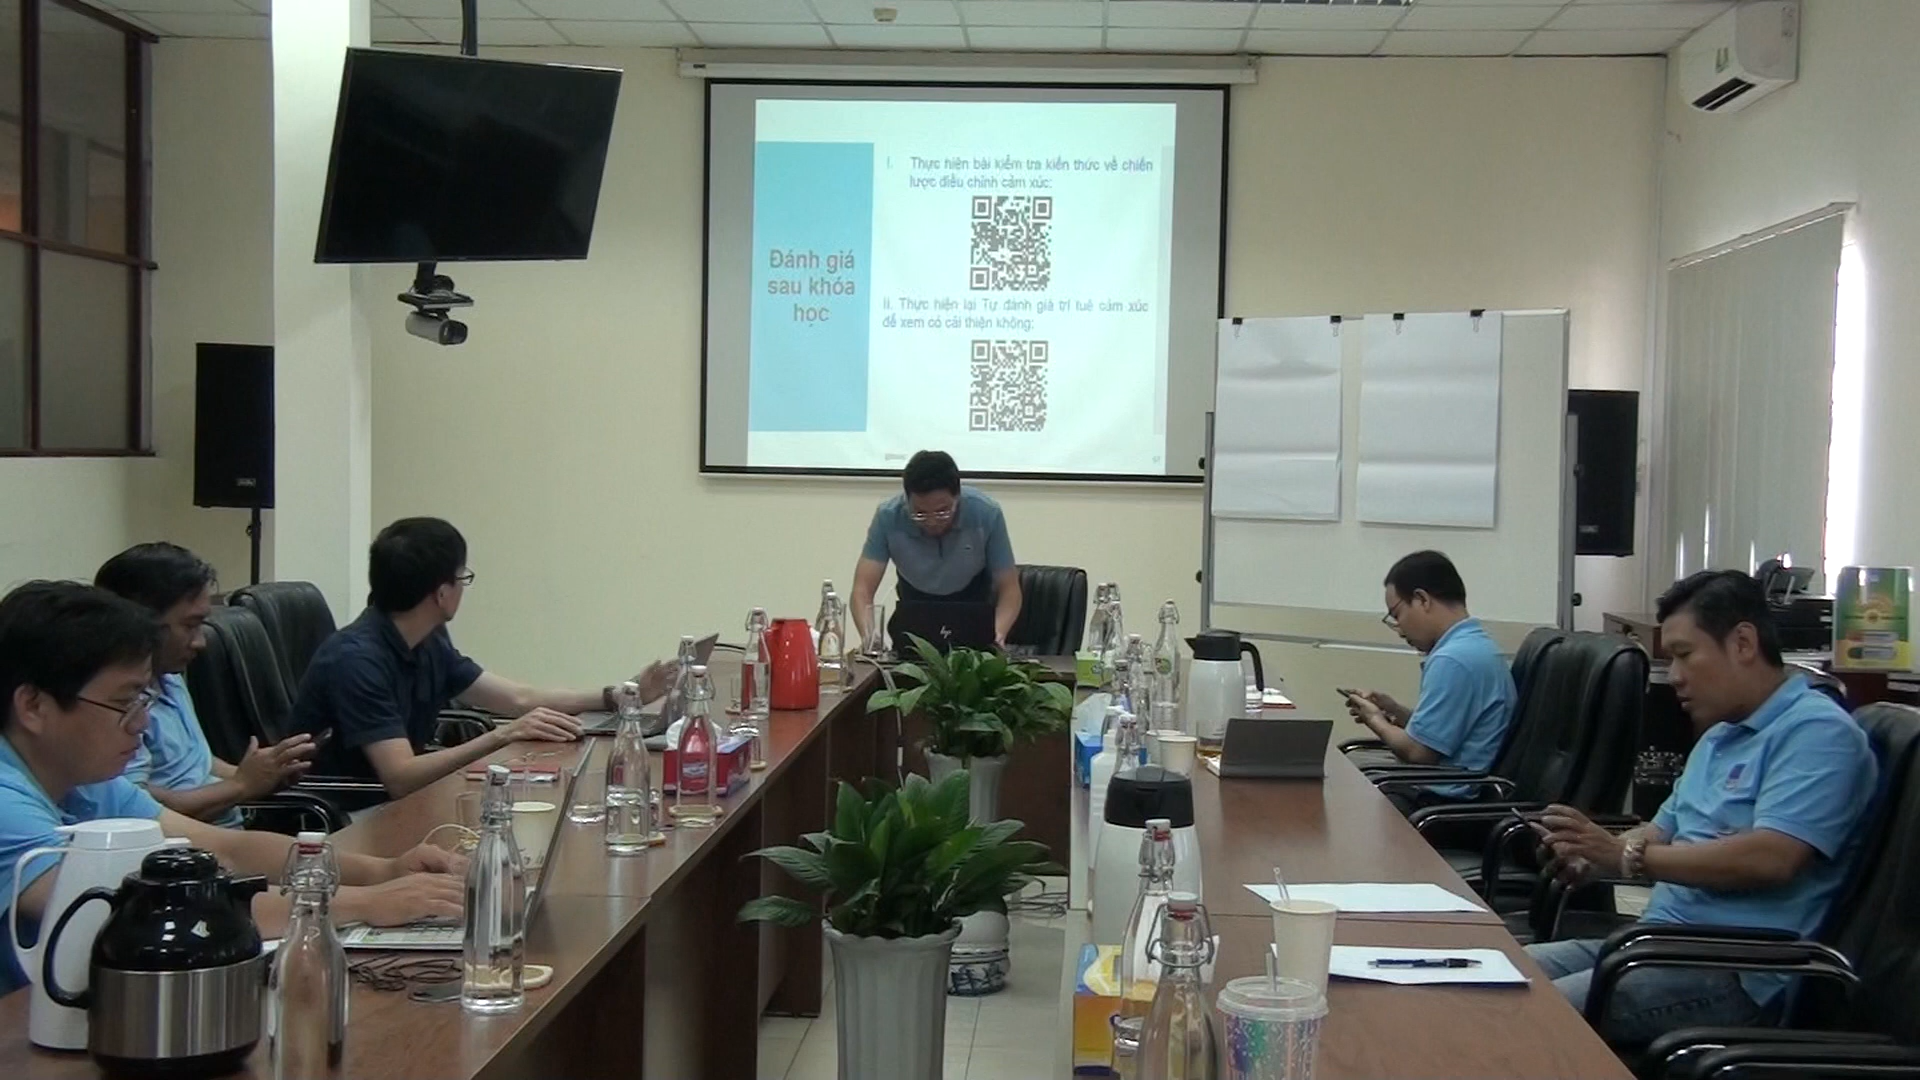 Đánh giá
sau khóa
học
i. Thực hiện bài kiểm tra kiến thức về chiến
lược điều chỉnh cảm xúc:
ii. Thực hiện lại Tự đánh giá trí tuệ cảm xúc
để xem có cải thiện không:
hp